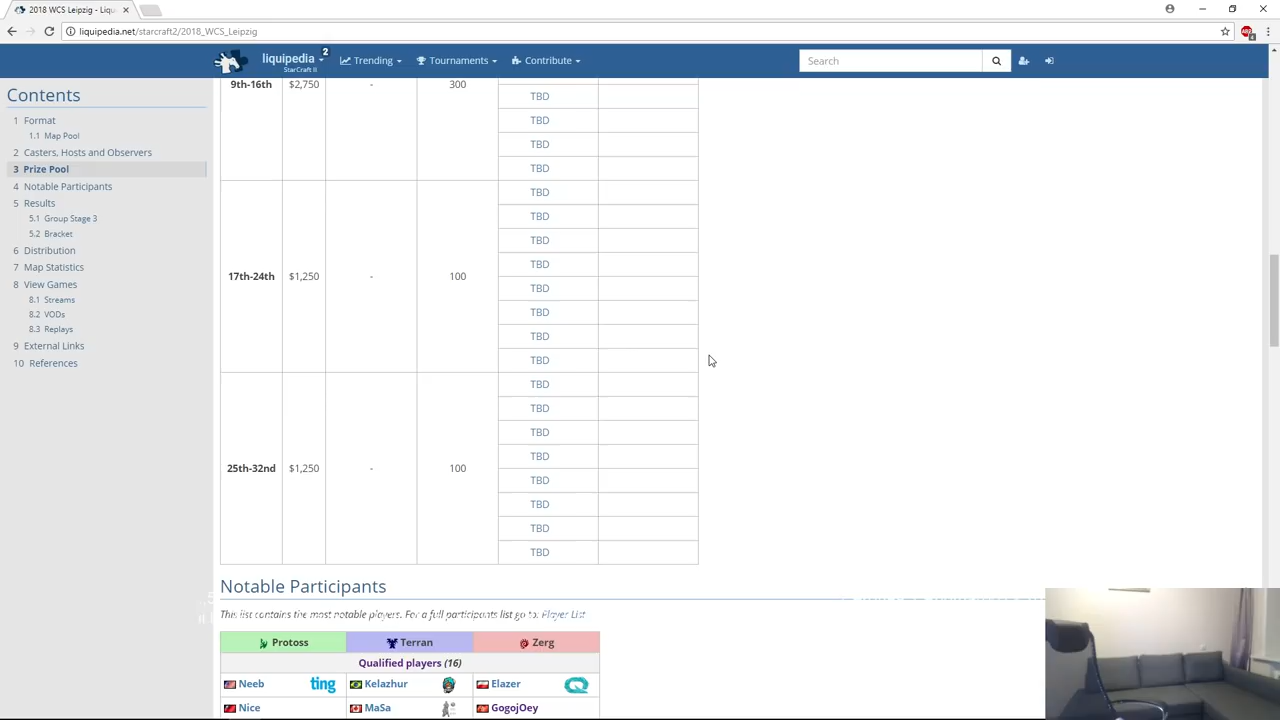 2018 WCS Leipzig - Liqu
liquipedia.net/starcraft2/2018_WCS_Leipzig
liquipedia 2
StarCraft II
Trending
Tournaments
Contribute
Search
Contents
1 Format
1.1 Map Pool
2 Casters, Hosts and Observers
3 Prize Pool
4 Notable Participants
5 Results
5.1 Group Stage 3
5.2 Bracket
6 Distribution
7 Map Statistics
8 View Games
8.1 Streams
8.2 VODs
8.3 Replays
9 External Links
10 References
9th-16th $2,750 - 300
TBD
TBD
TBD
TBD
17th-24th $1,250 - 100
TBD
TBD
TBD
TBD
TBD
TBD
TBD
TBD
25th-32nd $1,250 - 100
TBD
TBD
TBD
TBD
TBD
TBD
TBD
TBD
Notable Participants
This list contains the most notable players. For a full participants list go to: Player List
Protoss Terran Zerg
Qualified players (16)
Neeb ting Kelazhur Elazer
Nice MaSa GogojOey